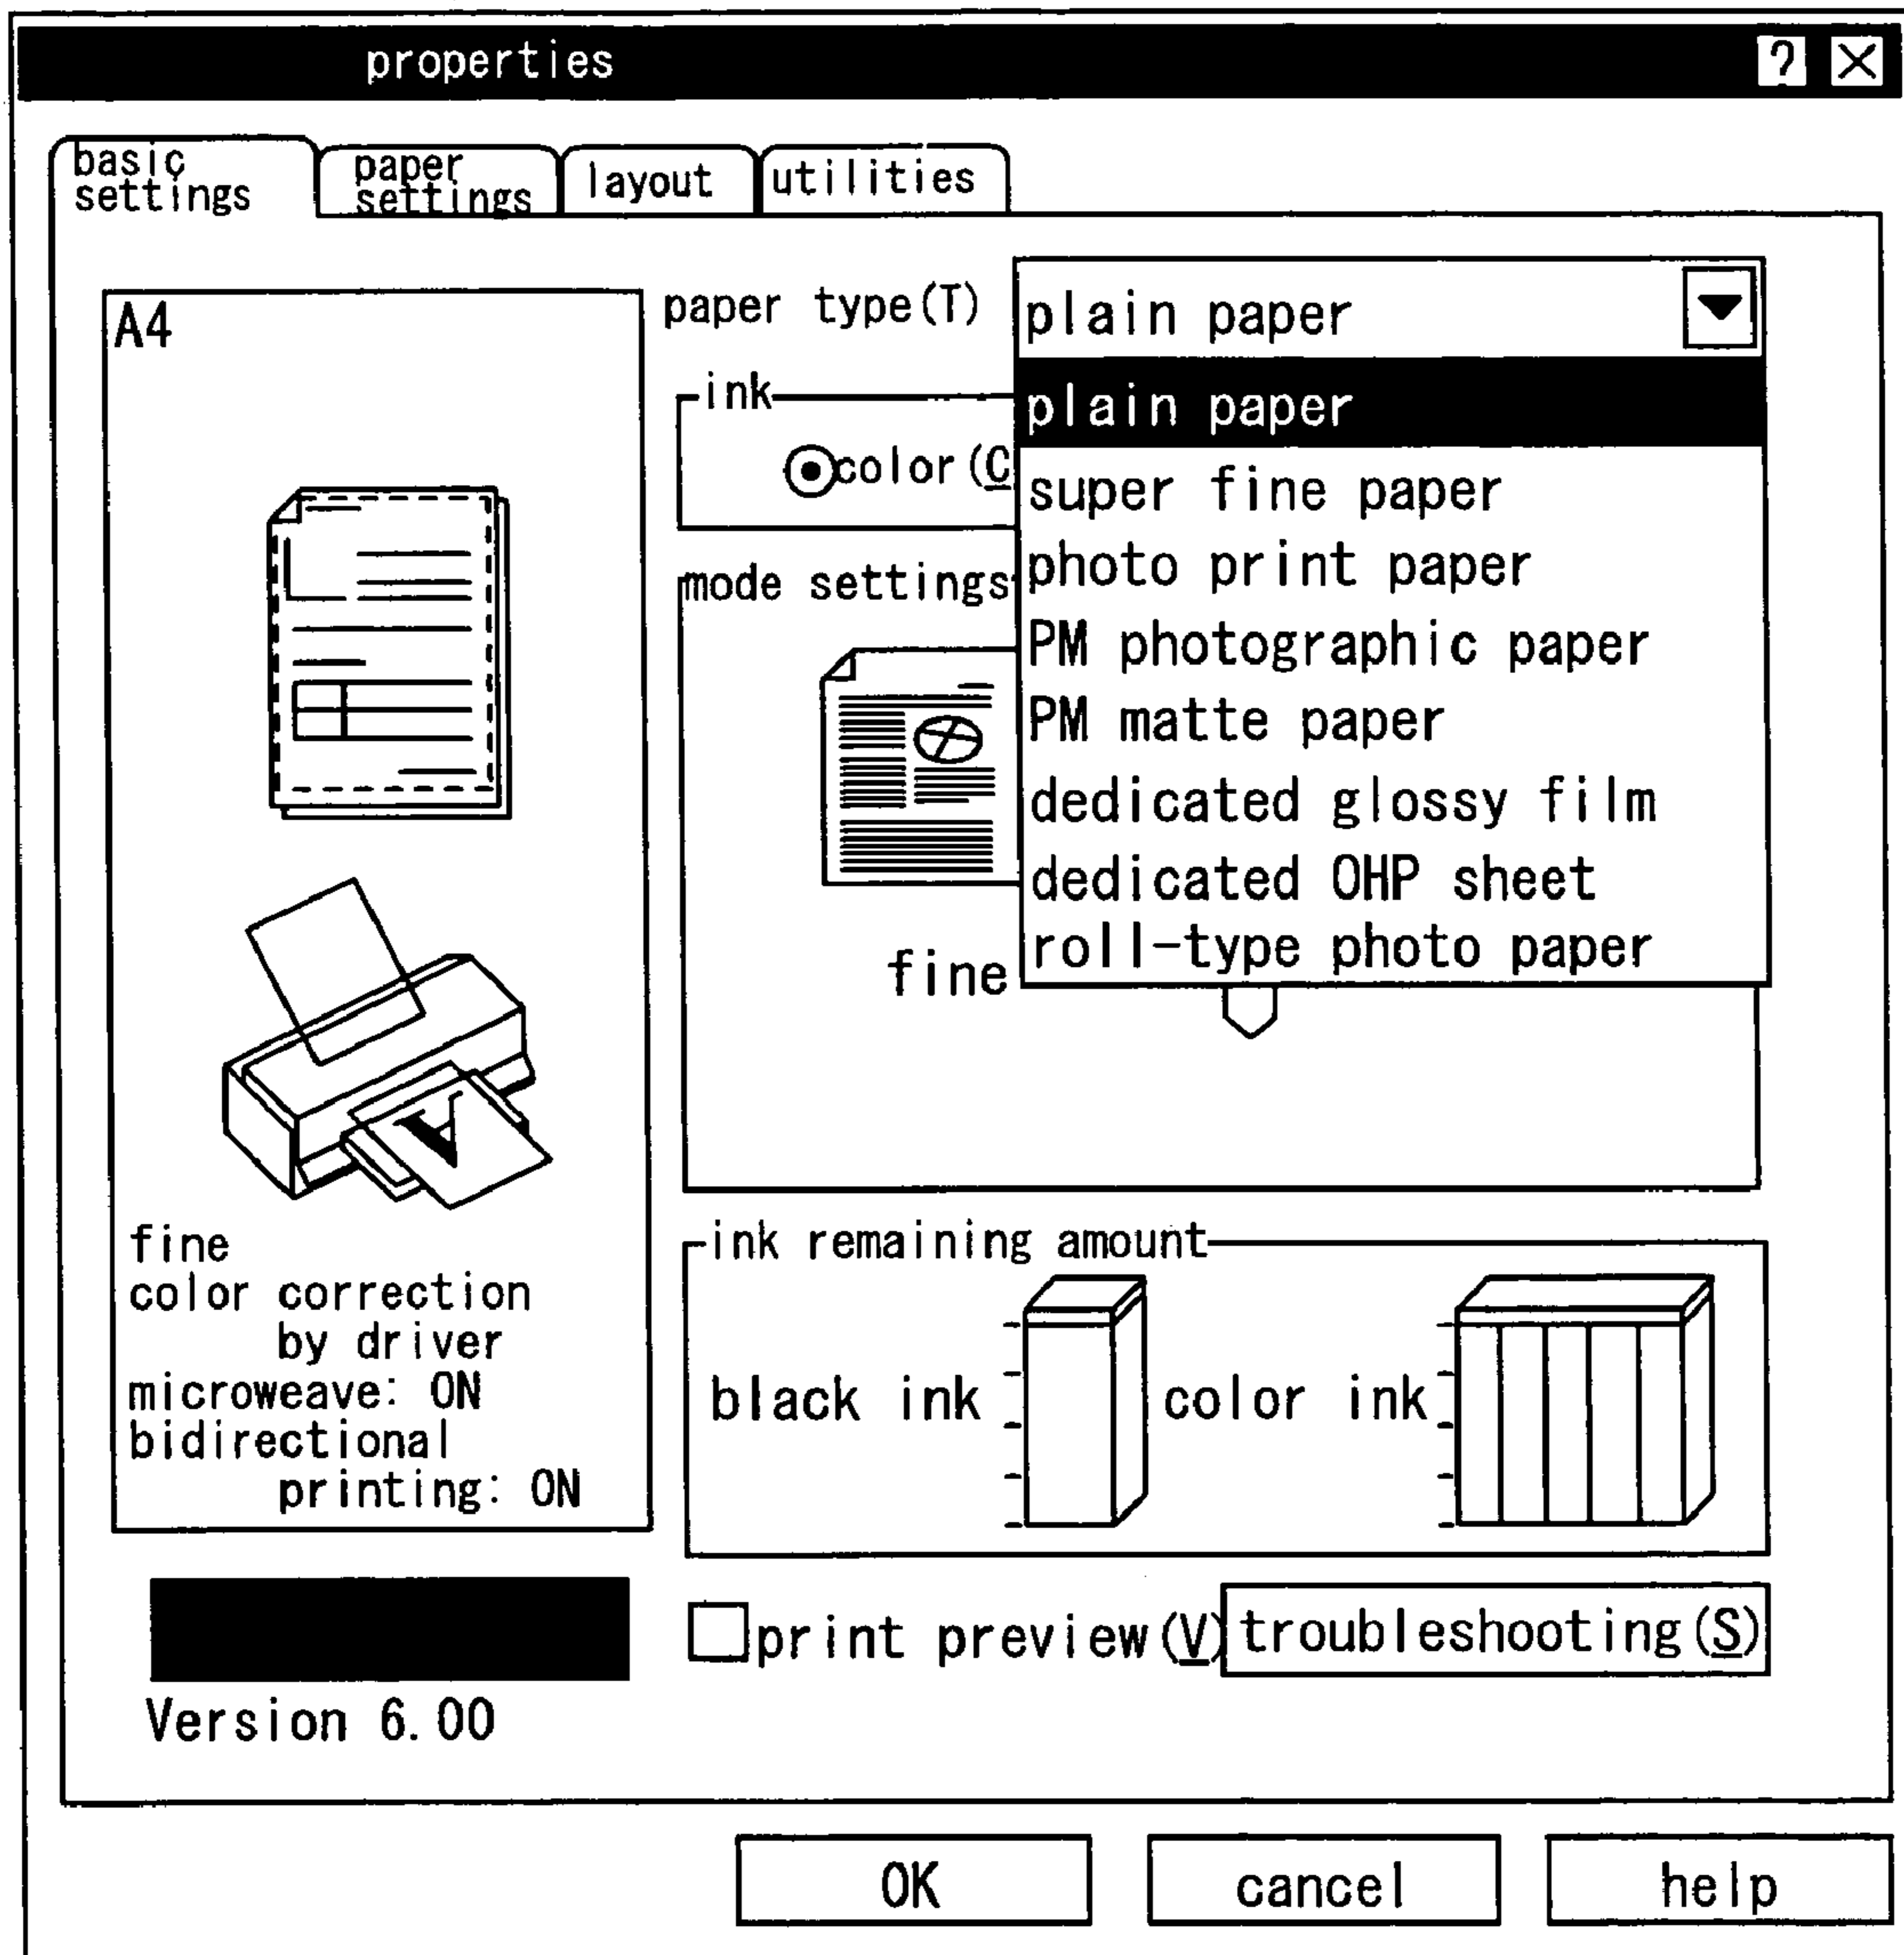 properties
?
basic
settings
paper
settings
layout
utilities
A4
fine
color correction
by driver
microweave: ON
bidirectional
printing: ON
Version 6.00
paper type(T)
plain paper
plain paper
super fine paper
photo print paper
PM photographic paper
PM matte paper
dedicated glossy film
dedicated OHP sheet
roll-type photo paper
ink
color(C
mode settings
fine
ink remaining amount
black ink
color ink
print preview(V)
troubleshooting(S)
OK
cancel
help